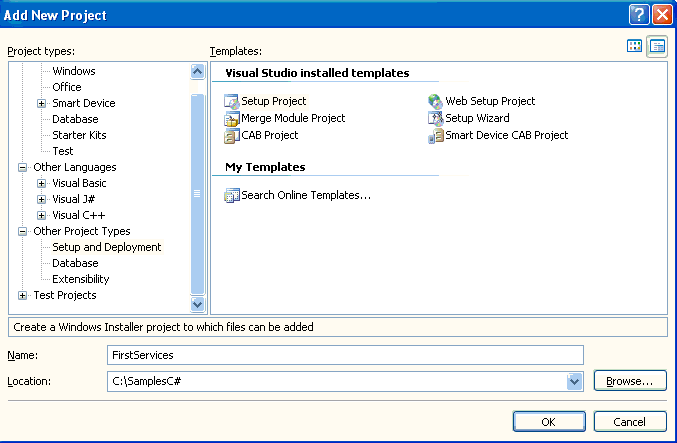 Add New Project
Project types:
Templates:
Windows
Office
Smart Device
Database
Starter Kits
Test
Other Languages
Visual Basic
Visual J#
Visual C++
Other Project Types
Setup and Deployment
Database
Extensibility
Test Projects
Visual Studio installed templates
Setup Project
Web Setup Project
Merge Module Project
Setup Wizard
CAB Project
Smart Device CAB Project
My Templates
Search Online Templates...
Create a Windows Installer project to which files can be added
Name:
FirstServices
Location:
C:\SamplesC#
Browse...
OK
Cancel